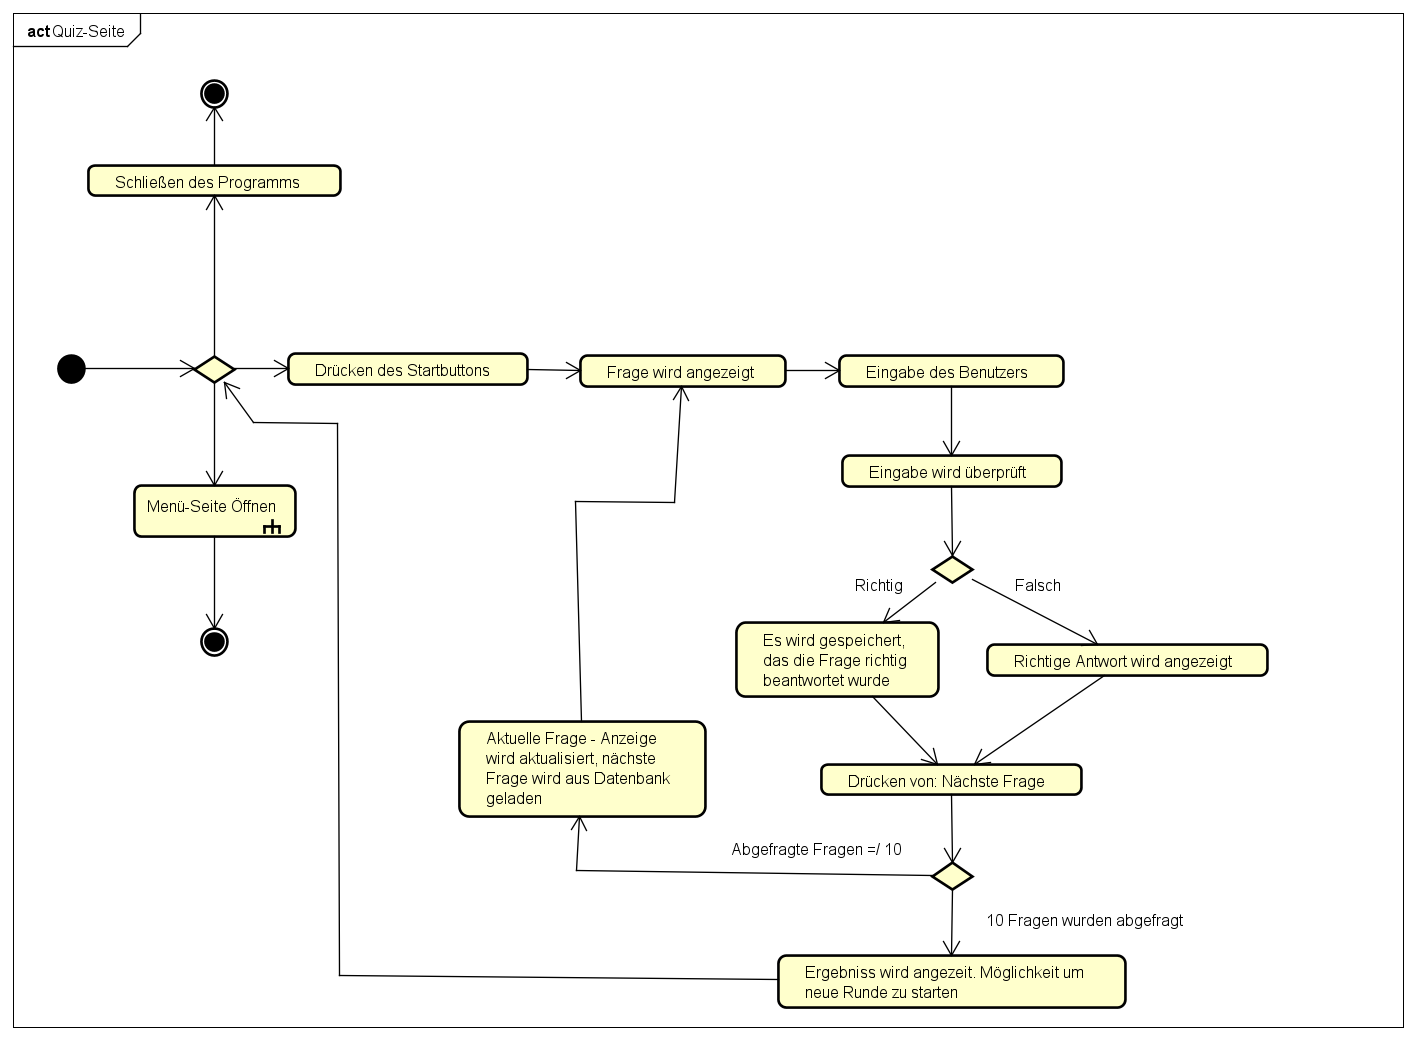 act Quiz-Seite
Schließen des Programms
Drücken des Startbuttons
Frage wird angezeigt
Eingabe des Benutzers
Eingabe wird überprüft
Menü-Seite Öffnen
Richtig
Falsch
Es wird gespeichert,
das die Frage richtig
beantwortet wurde
Richtige Antwort wird angezeigt
Aktuelle Frage - Anzeige
wird aktualisiert, nächste
Frage wird aus Datenbank
geladen
Drücken von: Nächste Frage
Abgefragte Fragen =/ 10
10 Fragen wurden abgefragt
Ergebniss wird angezeit. Möglichkeit um
neue Runde zu starten